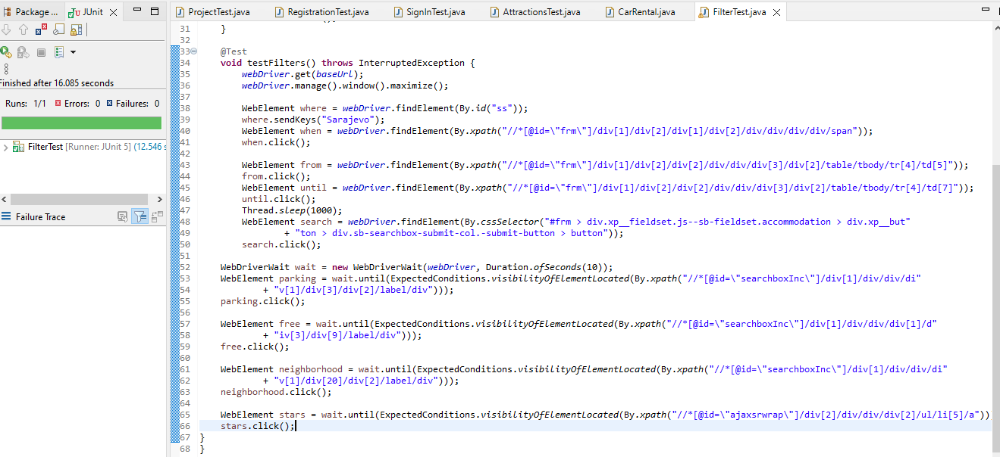 Package ...
JUnit
Finished after 16.085 seconds
Runs: 1/1 Errors: 0 Failures: 0
FilterTest [Runner: JUnit 5] (12.546 s
Failure Trace
ProjectTest.java RegistrationTest.java SignInTest.java AttractionsTest.java CarRental.java FilterTest.java
31 }
32
33 @Test
34 void testFilters() throws InterruptedException {
35 webDriver.get(baseUrl);
36 webDriver.manage().window().maximize();
37
38 WebElement where = webDriver.findElement(By.id("ss"));
39 where.sendKeys("Sarajevo");
40 WebElement when = webDriver.findElement(By.xpath("//*[@id=\"frm\"]/div[1]/div[2]/div[1]/div[2]/div/div/div/div/span"));
41 when.click();
42
43 WebElement from = webDriver.findElement(By.xpath("//*[@id=\"frm\"]/div[1]/div[2]/div[2]/div/div/div[3]/div[2]/table/tbody/tr[4]/td[5]"));
44 from.click();
45 WebElement until = webDriver.findElement(By.xpath("//*[@id=\"frm\"]/div[1]/div[2]/div[2]/div/div/div[3]/div[2]/table/tbody/tr[4]/td[7]"));
46 until.click();
47 Thread.sleep(1000);
48 WebElement search = webDriver.findElement(By.cssSelector("#frm > div.xp__fieldset.js--sb-fieldset.accommodation > div.xp__but"
49 + "ton > div.sb-searchbox-submit-col.-submit-button > button"));
50 search.click();
51
52 WebDriverWait wait = new WebDriverWait(webDriver, Duration.ofSeconds(10));
53 WebElement parking = wait.until(ExpectedConditions.visibilityOfElementLocated(By.xpath("//*[@id=\"searchboxInc\"]/div[1]/div/div/di"
54 + "v[1]/div[3]/div[2]/label/div")));
55 parking.click();
56
57 WebElement free = wait.until(ExpectedConditions.visibilityOfElementLocated(By.xpath("//*[@id=\"searchboxInc\"]/div[1]/div/div/div[1]/d"
58 + "iv[3]/div[9]/label/div")));
59 free.click();
60
61 WebElement neighborhood = wait.until(ExpectedConditions.visibilityOfElementLocated(By.xpath("//*[@id=\"searchboxInc\"]/div[1]/div/div/di"
62 + "v[1]/div[20]/div[2]/label/div")));
63 neighborhood.click();
64
65 WebElement stars = wait.until(ExpectedConditions.visibilityOfElementLocated(By.xpath("//*[@id=\"ajaxsrwrap\"]/div[2]/div/div/div[2]/ul/li[5]/a"))
66 stars.click();
67 }
68 }